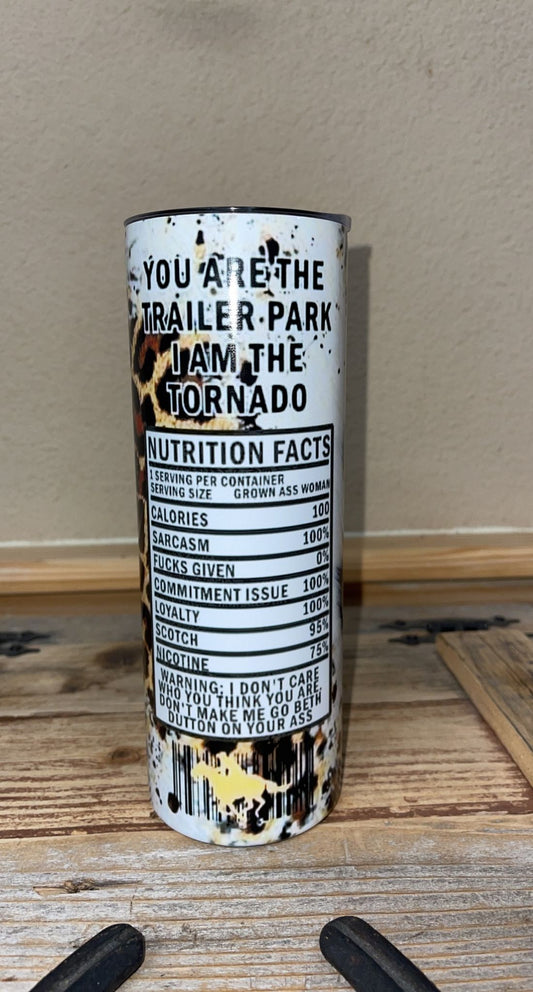 YOU ARE THE
TRAILER PARK
I AM THE
TORNADO
NUTRITION FACTS
1 SERVING PER CONTAINER
SERVING SIZE GROWN ASS WOMAN
CALORIES 100
SARCASM 100%
FUCKS GIVEN 0%
COMMITMENT ISSUE 100%
LOYALTY 100%
SCOTCH 95%
NICOTINE 75%
WARNING: I DON'T CARE
WHO YOU THINK YOU ARE,
DON'T MAKE ME GO BETH
DUTTON ON YOUR ASS